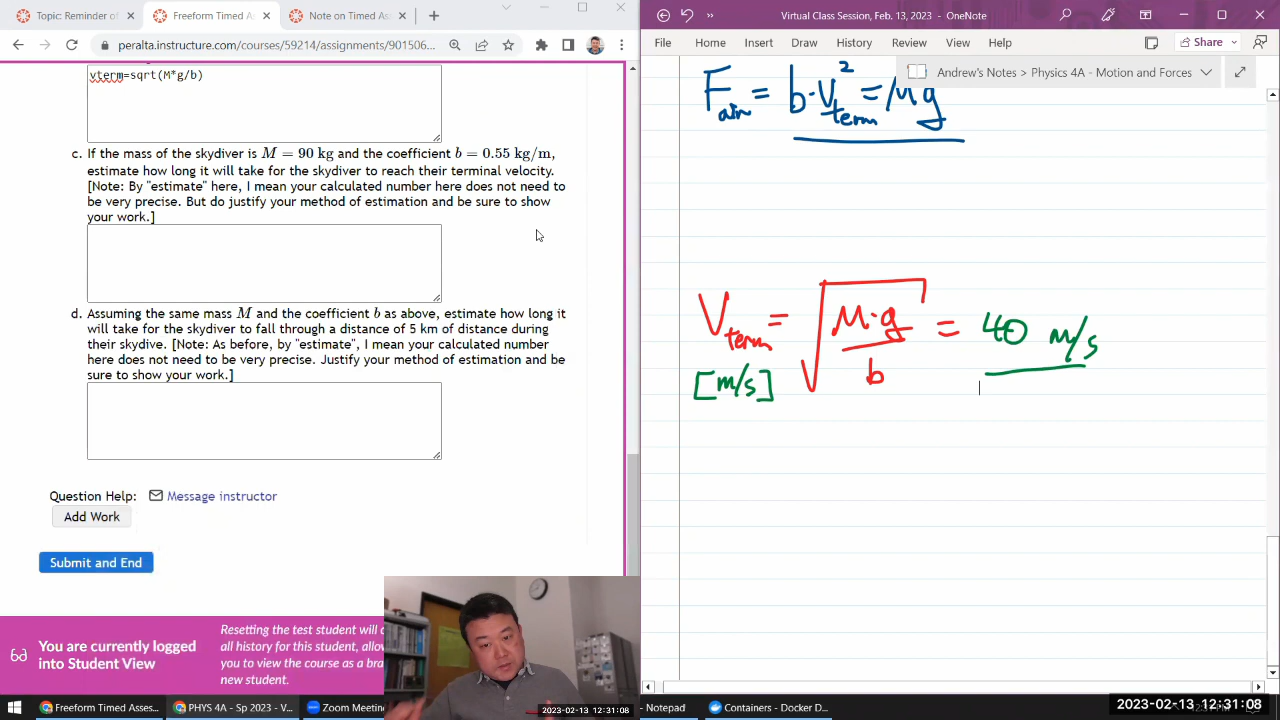 Topic: Reminder of
Freeform Timed As
Note on Timed Ass
peralta.instructure.com/courses/59214/assignments/901506...
vterm=sqrt(M*g/b)
c. If the mass of the skydiver is M = 90 kg and the coefficient b = 0.55 kg/m,
estimate how long it will take for the skydiver to reach their terminal velocity.
[Note: By "estimate" here, I mean your calculated number here does not need to
be very precise. But do justify your method of estimation and be sure to show
your work.]
d. Assuming the same mass M and the coefficient b as above, estimate how long it
will take for the skydiver to fall through a distance of 5 km of distance during
their skydive. [Note: As before, by "estimate", I mean your calculated number
here does not need to be very precise. Justify your method of estimation and be
sure to show your work.]
Question Help: Message instructor
Add Work
Submit and End
You are currently logged
into Student View
Resetting the test student will c
all history for this student, allow
you to view the course as a bra
new student.
Virtual Class Session, Feb. 13, 2023 - OneNote
File Home Insert Draw History Review View Help Share
Andrew's Notes > Physics 4A - Motion and Forces
F air = b·V²term = Mg
Vterm = √M·g/b = 40 m/s
[m/s]
Freeform Timed Asses...
PHYS 4A - Sp 2023 - V...
Zoom Meeting
- Notepad
Containers - Docker D...
2023-02-13 12:31:08
2023-02-13 12:31:08